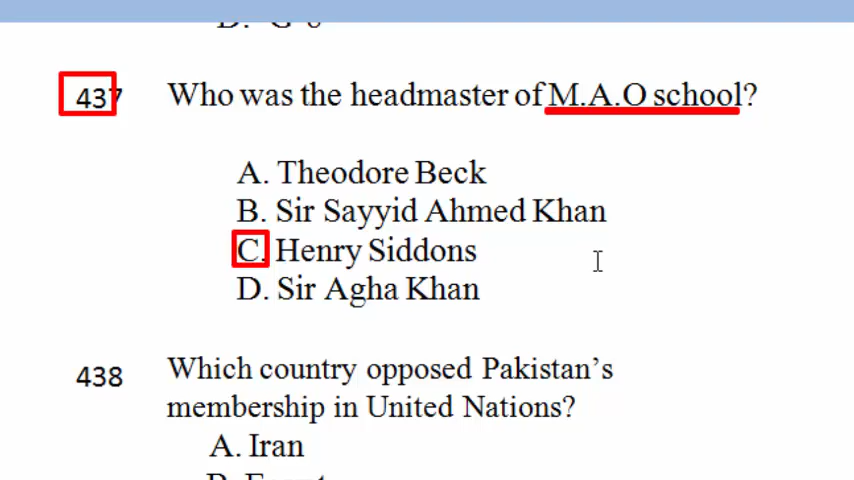 437 Who was the headmaster of M.A.O school?
A. Theodore Beck
B. Sir Sayyid Ahmed Khan
C. Henry Siddons
D. Sir Agha Khan
438 Which country opposed Pakistan's
membership in United Nations?
A. Iran